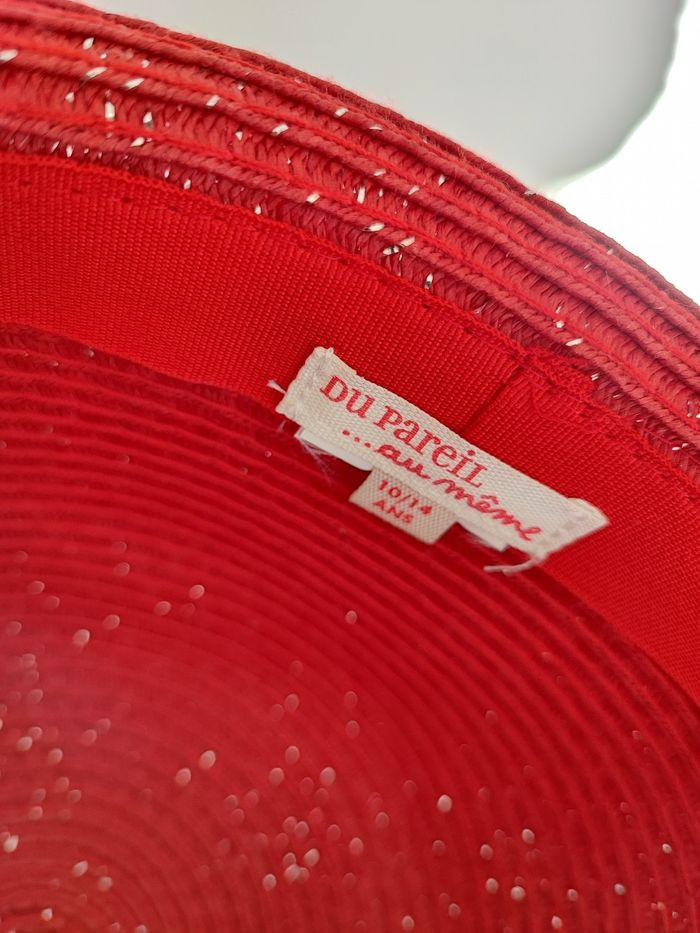 DU PAREIL
...au même
10/14
ANS